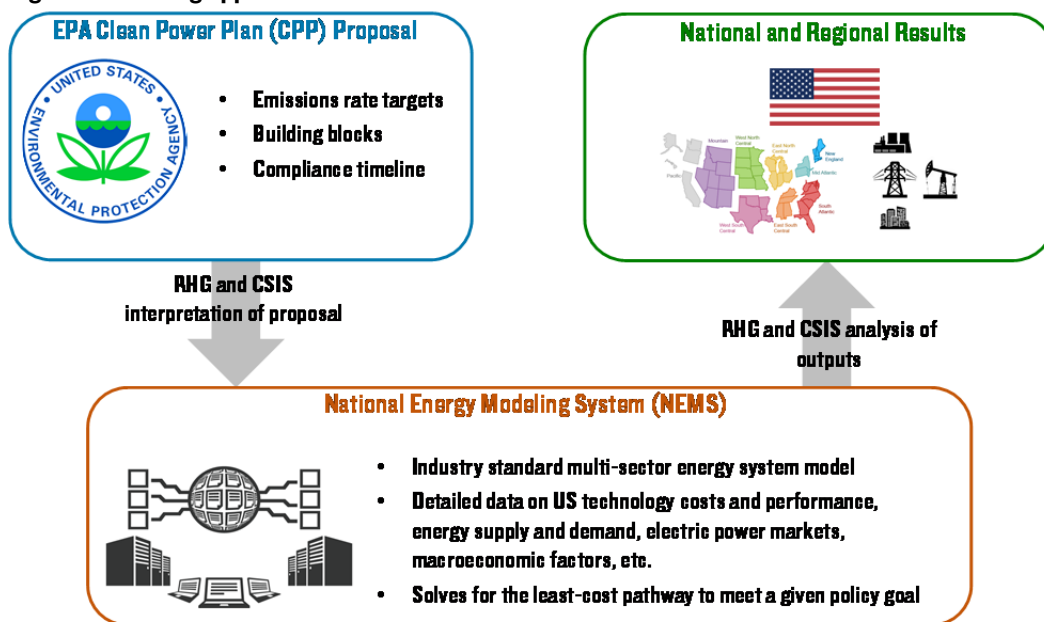 EPA Clean Power Plan (CPP) Proposal
UNITED STATES
ENVIRONMENTAL PROTECTION AGENCY
• Emissions rate targets
• Building blocks
• Compliance timeline
National and Regional Results
Pacific
Mountain
West North
Central
East North
Central
New
England
Mid Atlantic
South
Atlantic
West South
Central
East South
Central
RHG and CSIS
interpretation of proposal
RHG and CSIS analysis of
outputs
National Energy Modeling System (NEMS)
• Industry standard multi-sector energy system model
• Detailed data on US technology costs and performance,
energy supply and demand, electric power markets,
macroeconomic factors, etc.
• Solves for the least-cost pathway to meet a given policy goal